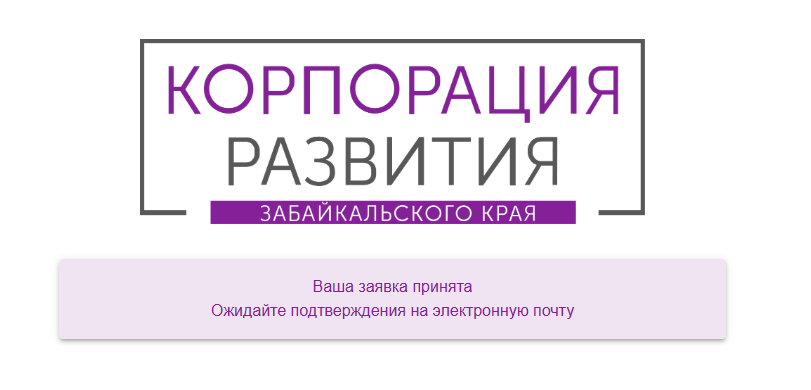 КОРПОРАЦИЯ
РАЗВИТИЯ
ЗАБАЙКАЛЬСКОГО КРАЯ
Ваша заявка принята
Ожидайте подтверждения на электронную почту